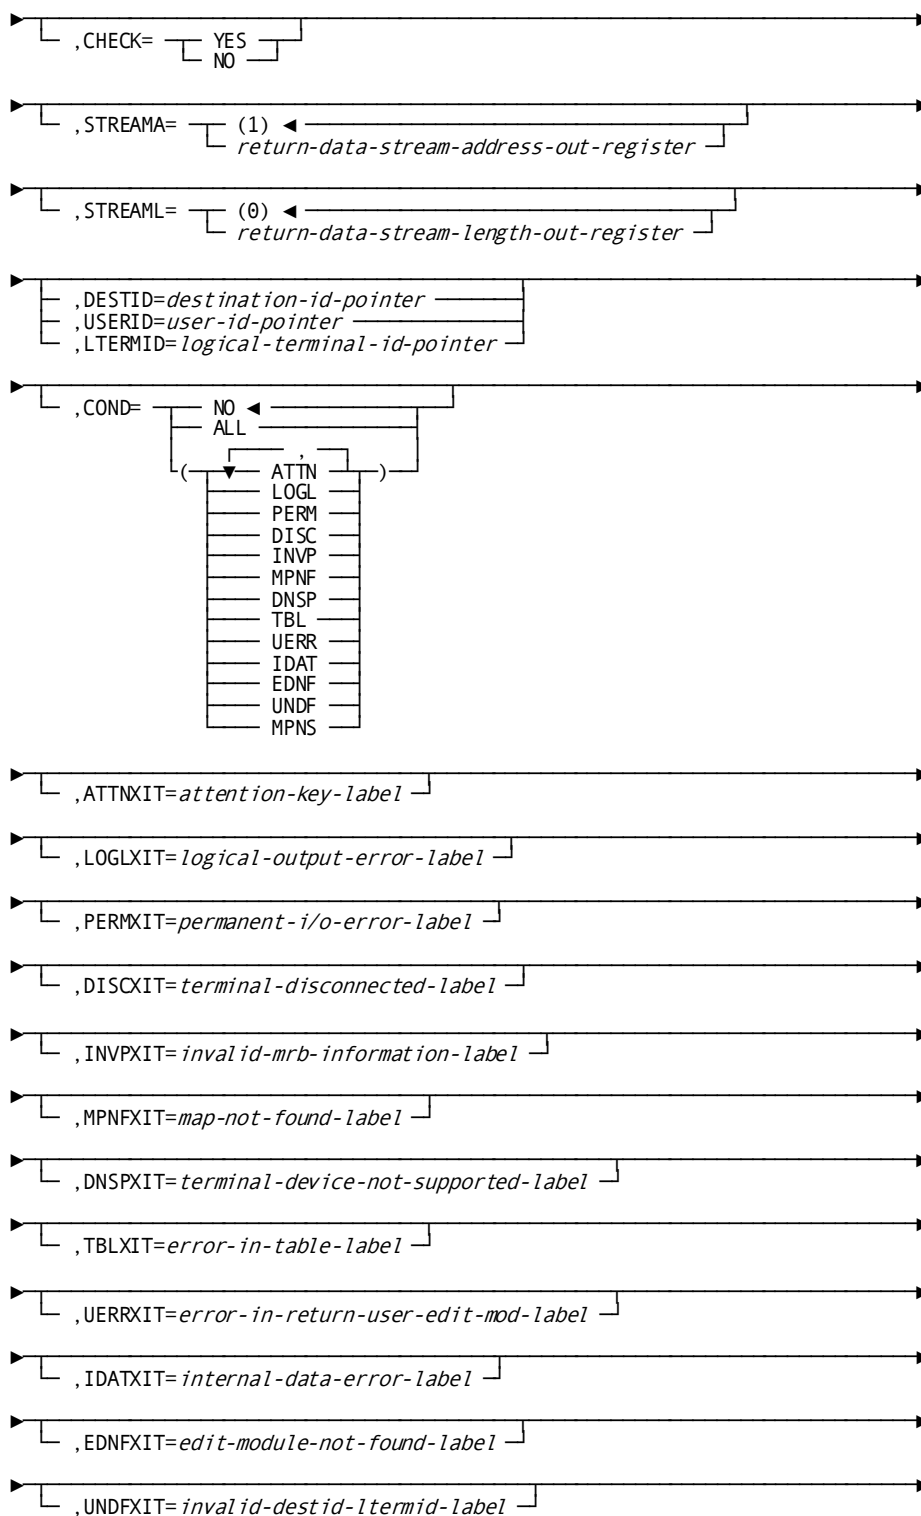 ,CHECK= YES
NO
,STREAMA= (1) ◄
return-data-stream-address-out-register
,STREAML= (0) ◄
return-data-stream-length-out-register
,DESTID=destination-id-pointer
,USERID=user-id-pointer
,LTERMID=logical-terminal-id-pointer
,COND= NO ◄
ALL
,
( ATTN )
LOGL
PERM
DISC
INVP
MPNF
DNSP
TBL
UERR
IDAT
EDNF
UNDF
MPNS
,ATTNXIT=attention-key-label
,LOGLXIT=logical-output-error-label
,PERMXIT=permanent-i/o-error-label
,DISCXIT=terminal-disconnected-label
,INVPXIT=invalid-mrb-information-label
,MPNFXIT=map-not-found-label
,DNSPXIT=terminal-device-not-supported-label
,TBLXIT=error-in-table-label
,UERRXIT=error-in-return-user-edit-mod-label
,IDATXIT=internal-data-error-label
,EDNFXIT=edit-module-not-found-label
,UNDFXIT=invalid-destid-ltermid-label